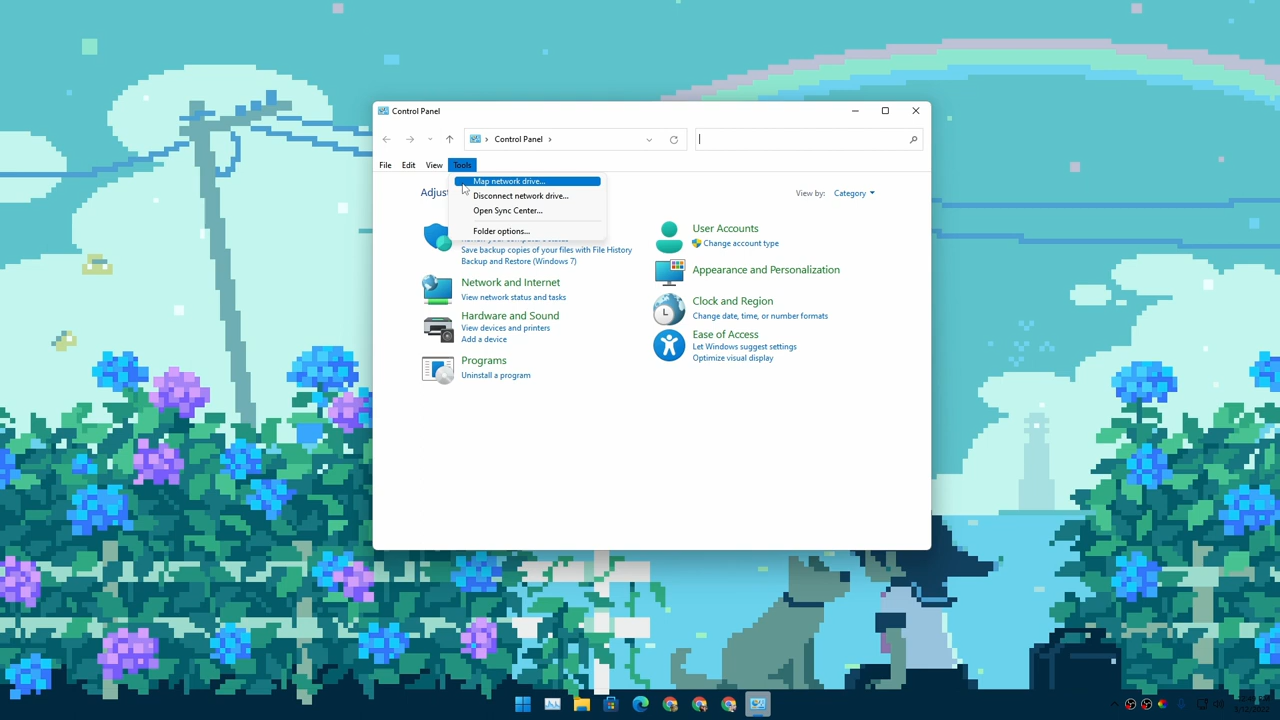 Control Panel
Control Panel
File Edit View Tools
Map network drive...
Disconnect network drive...
Open Sync Center...
Folder options...
View by: Category
Save backup copies of your files with File History
Backup and Restore (Windows 7)
Network and Internet
View network status and tasks
Hardware and Sound
View devices and printers
Add a device
Programs
Uninstall a program
User Accounts
Change account type
Appearance and Personalization
Clock and Region
Change date, time, or number formats
Ease of Access
Let Windows suggest settings
Optimize visual display